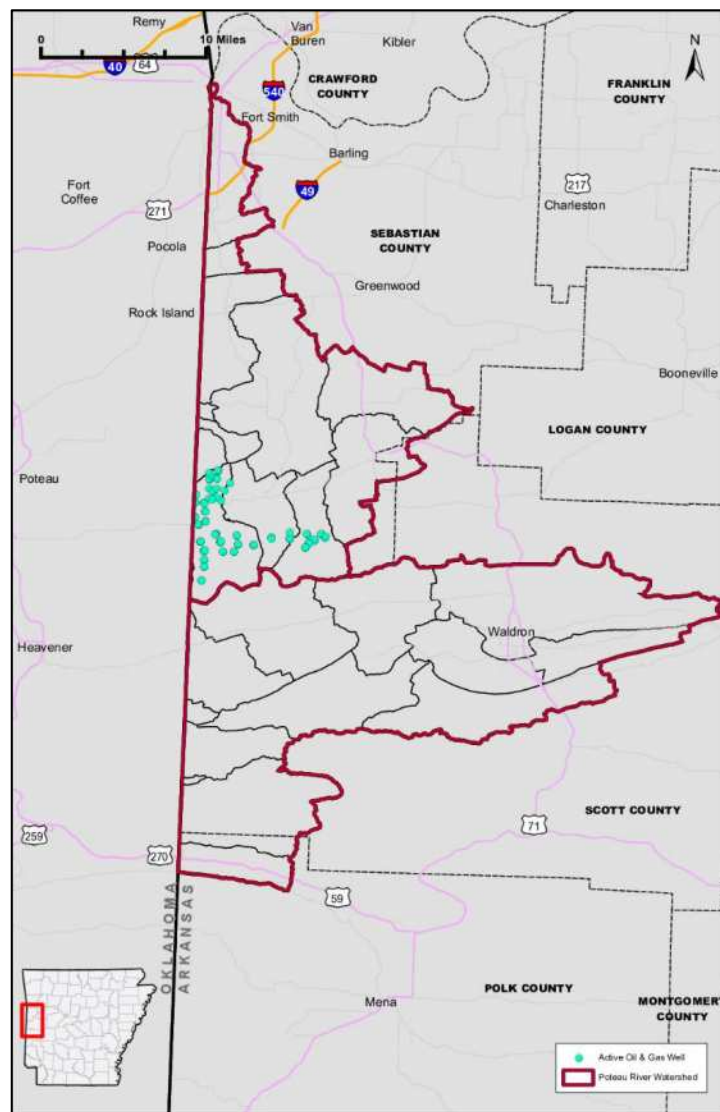 Remy
Van
Buren
Kibler
N
0
10 Miles
40
64
CRAWFORD
COUNTY
FRANKLIN
COUNTY
540
Fort Smith
Barling
Fort
Coffee
49
217
271
Charleston
SEBASTIAN
COUNTY
Pocola
Greenwood
Rock Island
Booneville
LOGAN COUNTY
Poteau
Waldron
Heavener
SCOTT COUNTY
71
259
270
59
OKLAHOMA
ARKANSAS
POLK COUNTY
Mena
MONTGOMERY
COUNTY
Active Oil & Gas Well
Poteau River Watershed